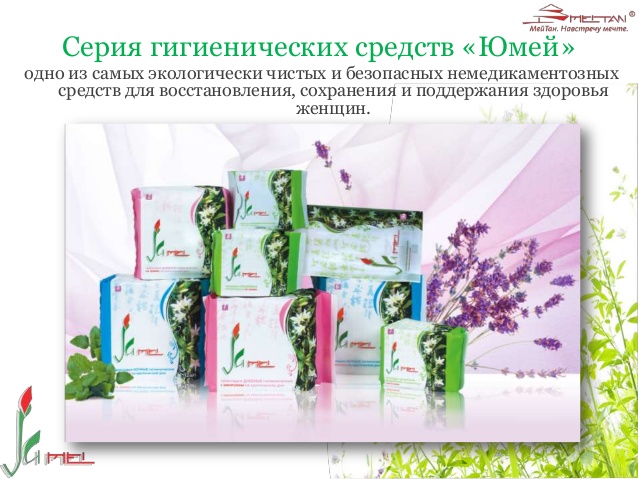 MEITAN®
МейТан. Навстречу мечте.
Серия гигиенических средств «Юмей»
одно из самых экологически чистых и безопасных немедикаментозных
средств для восстановления, сохранения и поддержания здоровья
женщин.